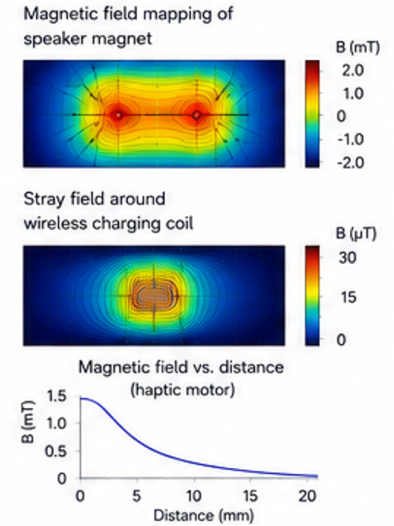 Magnetic field mapping of
speaker magnet
B (mT)
2.0
1.0
0
-1.0
-2.0
Stray field around
wireless charging coil
B (μT)
30
15
0
Magnetic field vs. distance
(haptic motor)
B (mT)
1.5
1.0
0.5
0
0 5 10 15 20
Distance (mm)